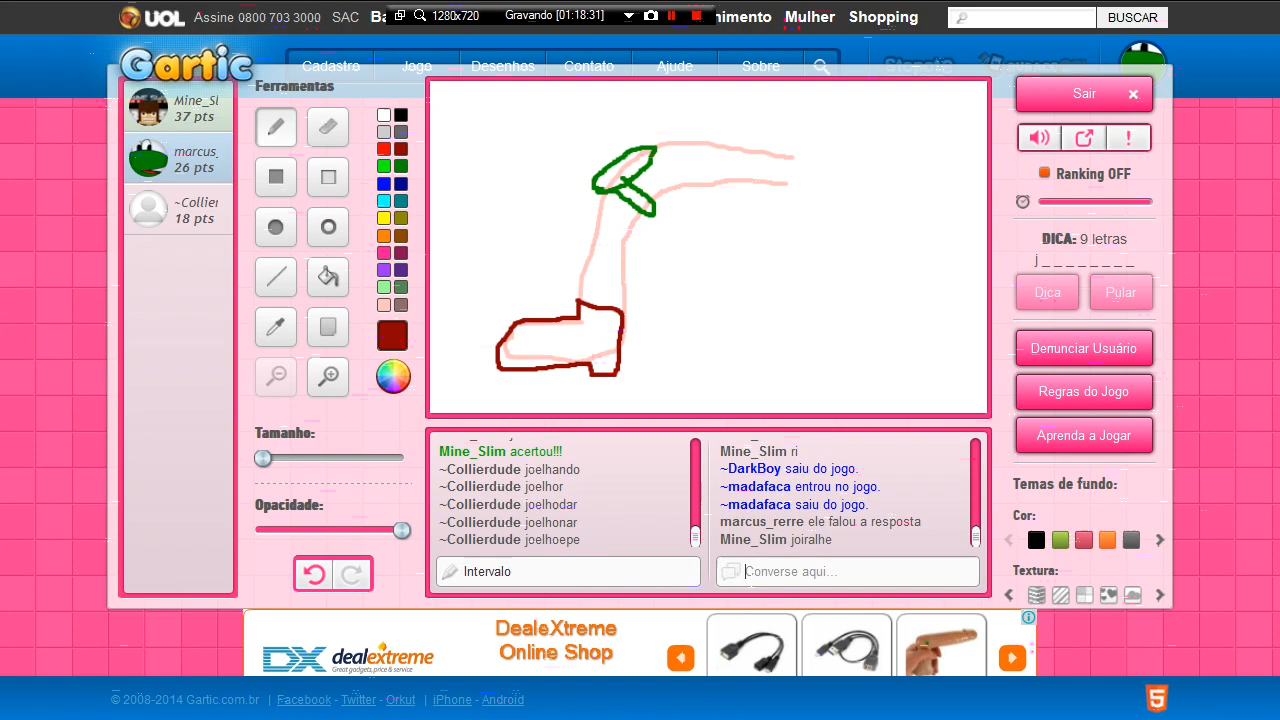 UOL Assine 0800 703 3000 SAC Ba
1280x720 Gravando [01:18:31]
nimento Mulher Shopping BUSCAR
Gartic
Cadastro Jogo Desenhos Contato Ajude Sobre
Mine_Sl
37 pts
marcus_
26 pts
~Collier
18 pts
Ferramentas
Tamanho:
Opacidade:
Mine_Slim acertou!!!
~Collierdude joelhando
~Collierdude joelhor
~Collierdude joelhodar
~Collierdude joelhonar
~Collierdude joelhoepe
Intervalo
Mine_Slim ri
~DarkBoy saiu do jogo.
~madafaca entrou no jogo.
~madafaca saiu do jogo.
marcus_rerre ele falou a resposta
Mine_Slim joiralhe
Converse aqui...
Sair x
!
Ranking OFF
DICA: 9 letras
j _ _ _ _ _ _ _ _
Dica Pular
Denunciar Usuário
Regras do Jogo
Aprenda a Jogar
Temas de fundo:
Cor:
Textura:
DX dealextreme
Great gadgets, price & service.
DealeXtreme
Online Shop
© 2008-2014 Gartic.com.br | Facebook - Twitter - Orkut | iPhone - Android
5